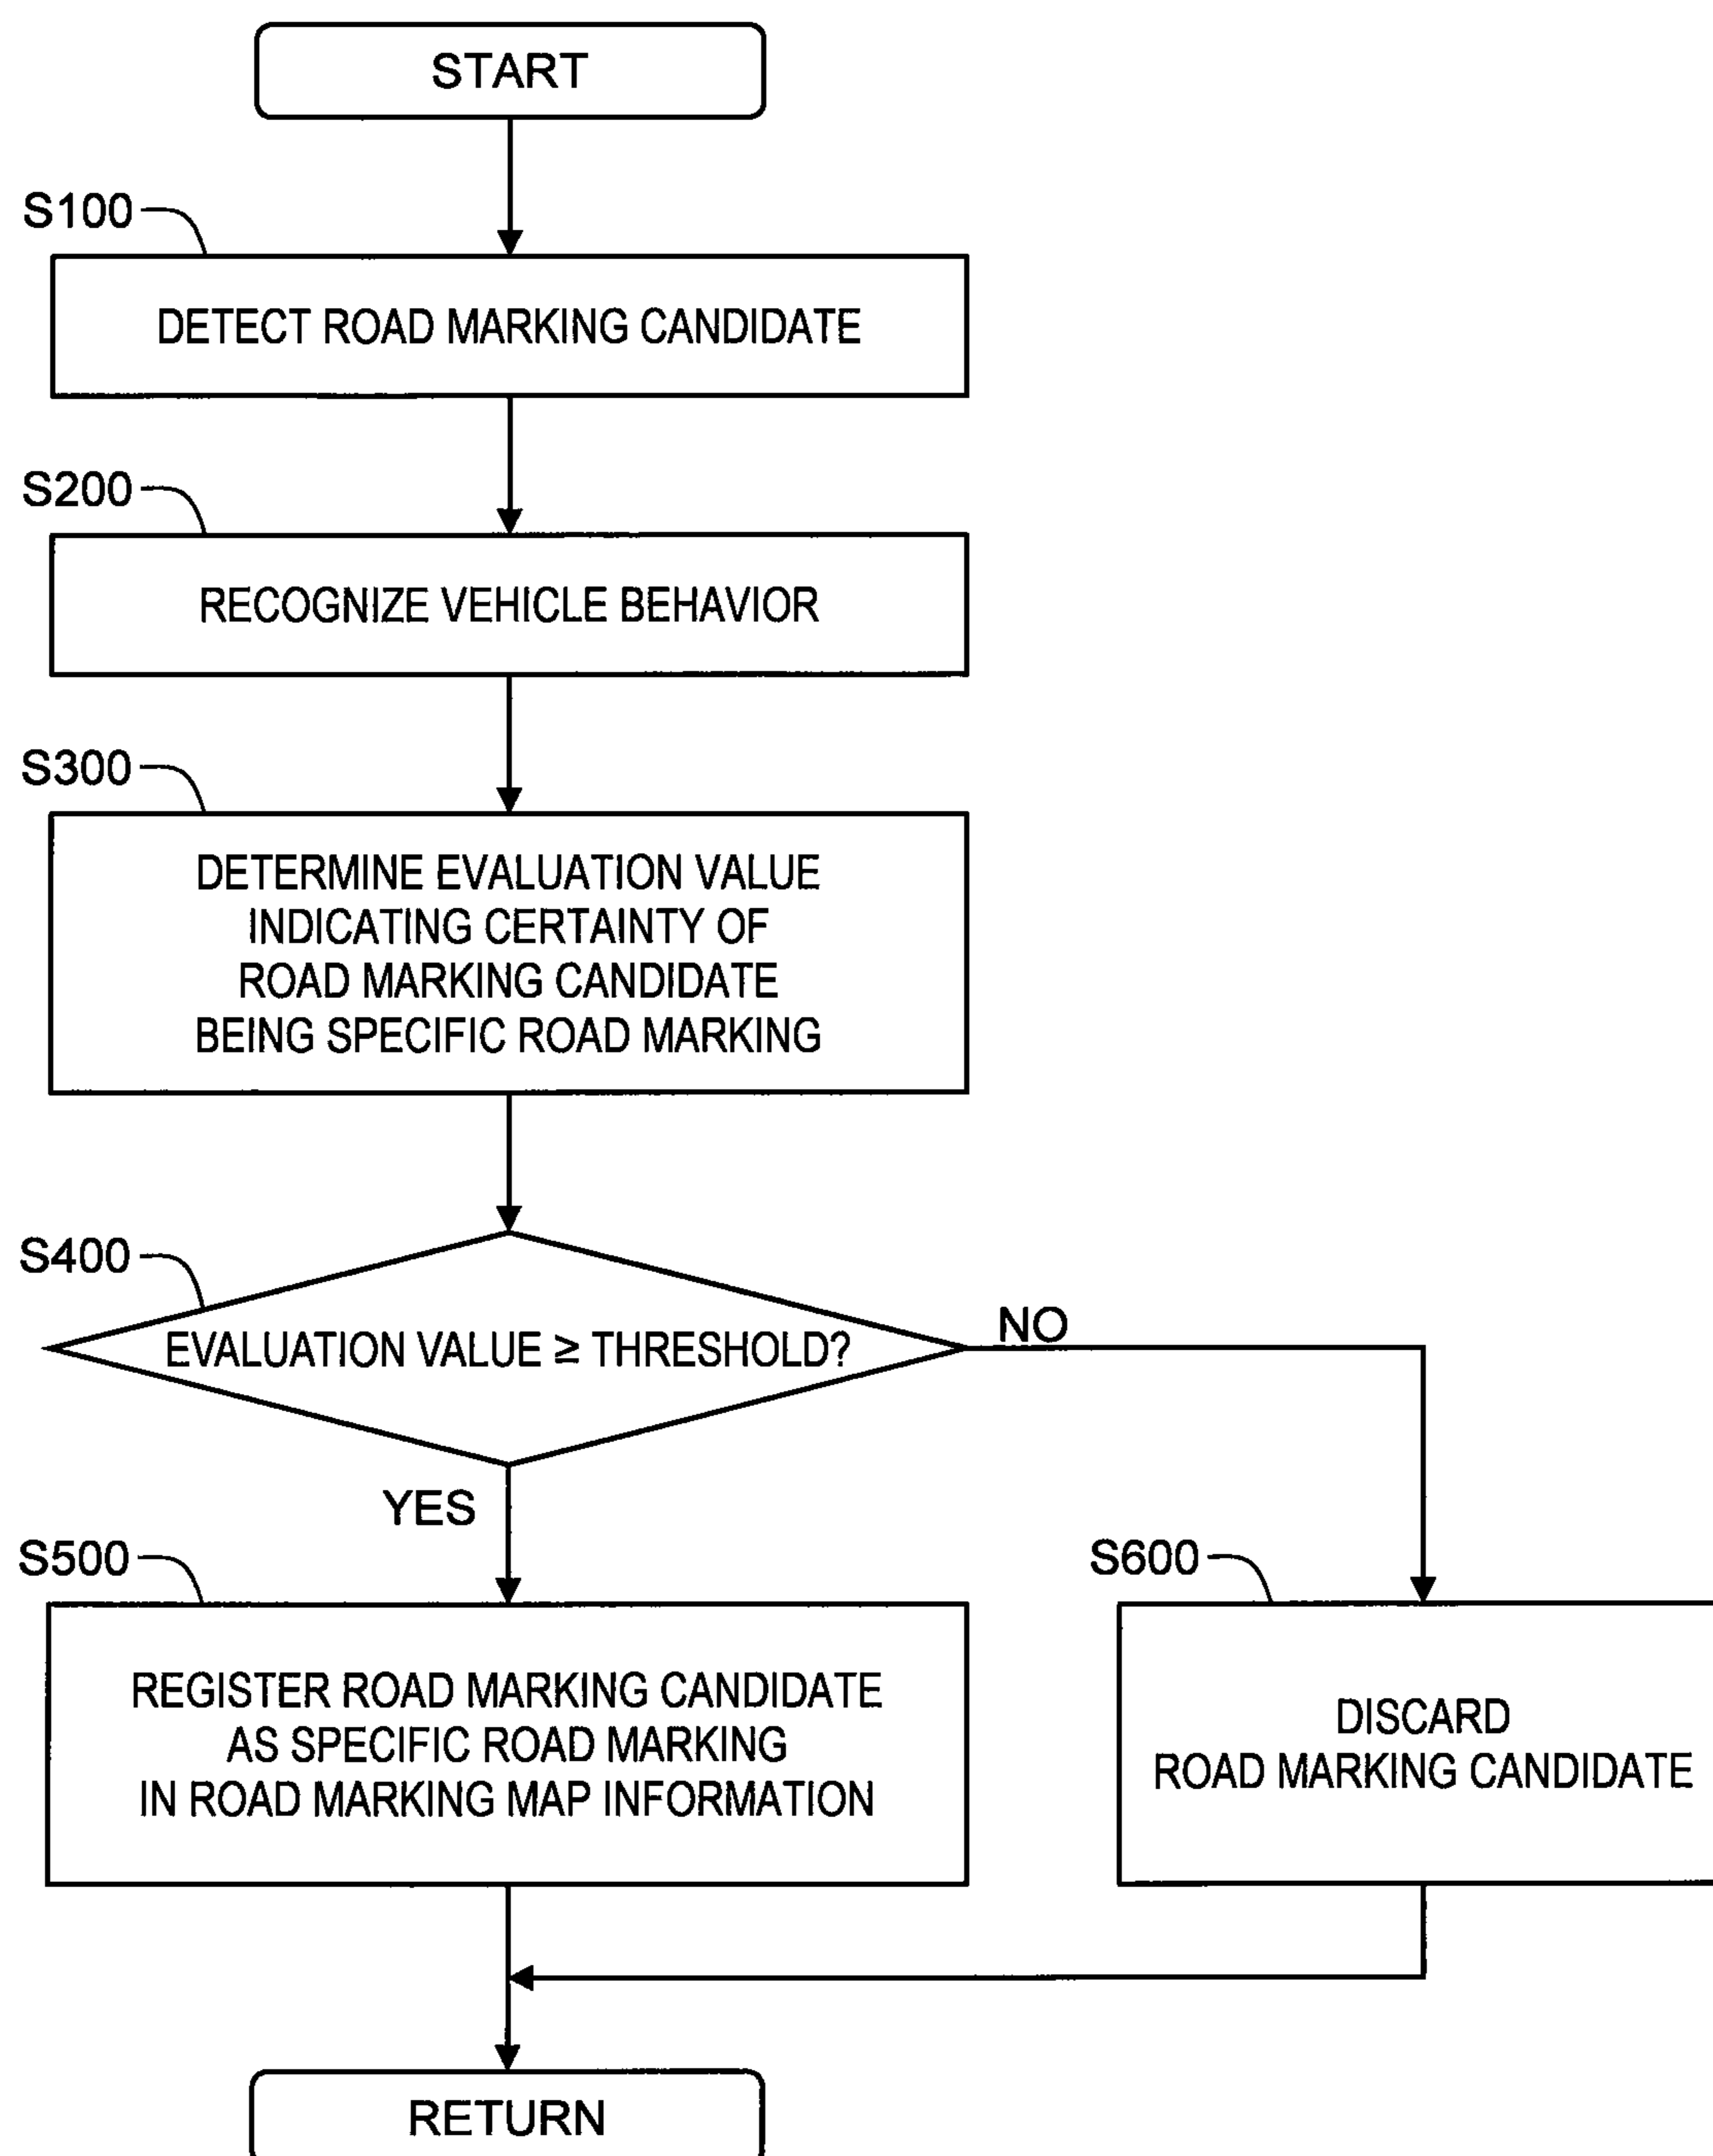 START
S100
DETECT ROAD MARKING CANDIDATE
S200
RECOGNIZE VEHICLE BEHAVIOR
S300
DETERMINE EVALUATION VALUE
INDICATING CERTAINTY OF
ROAD MARKING CANDIDATE
BEING SPECIFIC ROAD MARKING
S400
EVALUATION VALUE ≥ THRESHOLD?
NO
YES
S500
REGISTER ROAD MARKING CANDIDATE
AS SPECIFIC ROAD MARKING
IN ROAD MARKING MAP INFORMATION
S600
DISCARD
ROAD MARKING CANDIDATE
RETURN